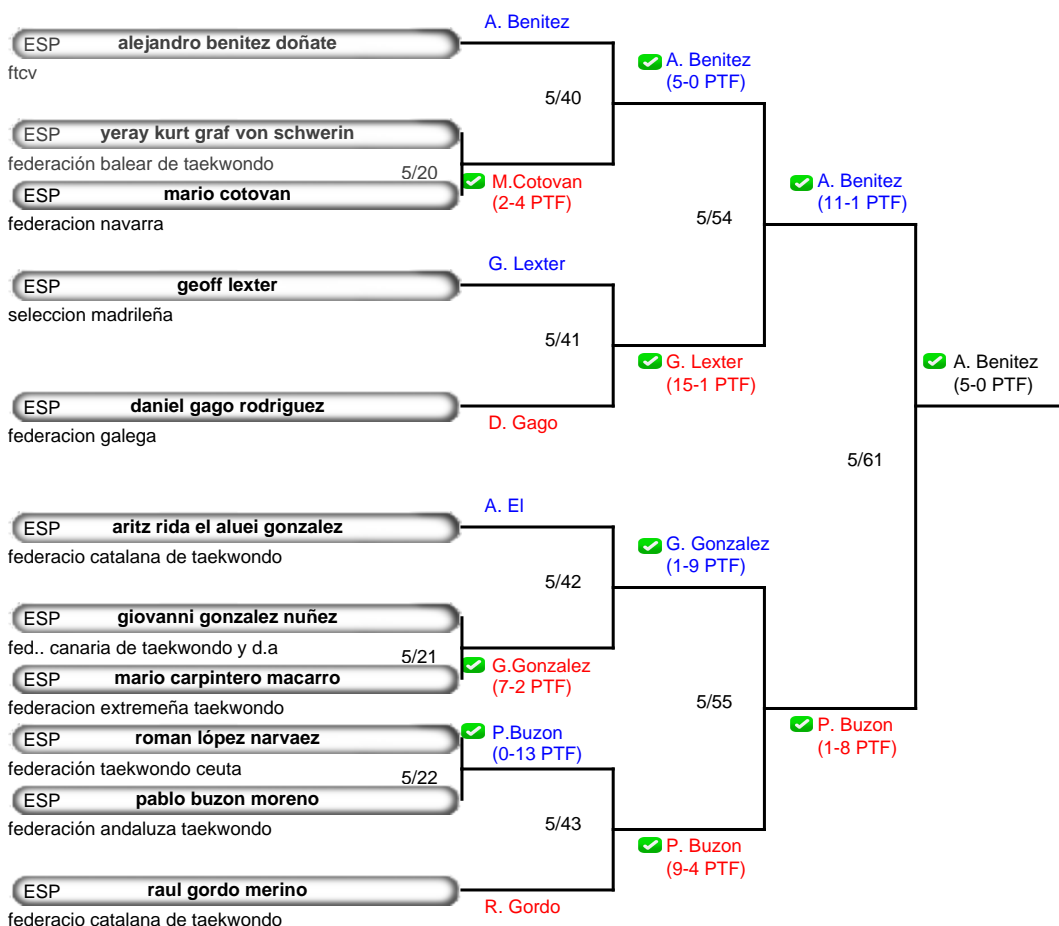 A. Benitez
ESP alejandro benitez doñate
ftcv
A. Benitez
(5-0 PTF)
5/40
ESP yeray kurt graf von schwerin
federación balear de taekwondo
5/20
ESP mario cotovan
federacion navarra
M.Cotovan
(2-4 PTF)
A. Benitez
(11-1 PTF)
5/54
G. Lexter
ESP geoff lexter
seleccion madrileña
5/41
G. Lexter
(15-1 PTF)
A. Benitez
(5-0 PTF)
ESP daniel gago rodriguez
federacion galega
D. Gago
5/61
A. El
ESP aritz rida el aluei gonzalez
federacio catalana de taekwondo
G. Gonzalez
(1-9 PTF)
5/42
ESP giovanni gonzalez nuñez
fed.. canaria de taekwondo y d.a
5/21
ESP mario carpintero macarro
federacion extremeña taekwondo
G.Gonzalez
(7-2 PTF)
5/55
P. Buzon
(1-8 PTF)
ESP roman lópez narvaez
federación taekwondo ceuta
P.Buzon
(0-13 PTF)
5/22
ESP pablo buzon moreno
federación andaluza taekwondo
5/43
P. Buzon
(9-4 PTF)
ESP raul gordo merino
federacio catalana de taekwondo
R. Gordo